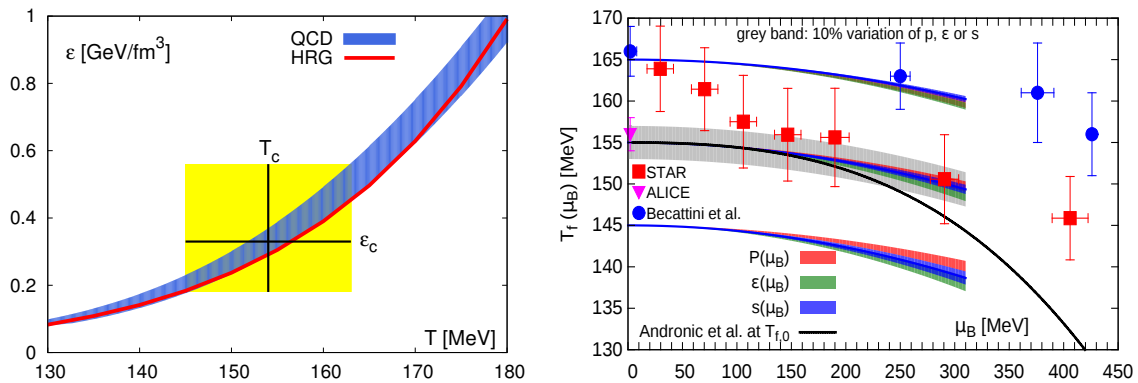 ε [GeV/fm³]
QCD
HRG
T_c
ε_c
T [MeV]
0
0.2
0.4
0.6
0.8
1
130 140 150 160 170 180
grey band: 10% variation of p, ε or s
T_f (μ_B) [MeV]
STAR
ALICE
Becattini et al.
P(μ_B)
ε(μ_B)
s(μ_B)
Andronic et al. at T_f,0
μ_B [MeV]
170
165
160
155
150
145
140
135
130
0 50 100 150 200 250 300 350 400 450